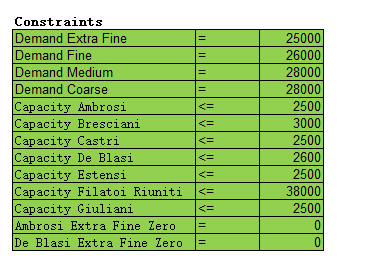 Constraints
Demand Extra Fine = 25000
Demand Fine = 26000
Demand Medium = 28000
Demand Coarse = 28000
Capacity Ambrosi <= 2500
Capacity Bresciani <= 3000
Capacity Castri <= 2500
Capacity De Blasi <= 2600
Capacity Estensi <= 2500
Capacity Filatoi Riuniti <= 38000
Capacity Giuliani <= 2500
Ambrosi Extra Fine Zero = 0
De Blasi Extra Fine Zero = 0